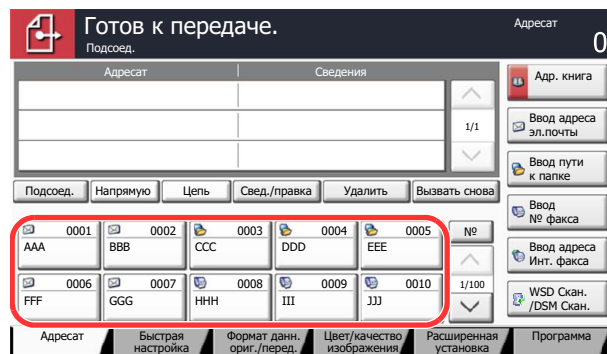 Готов к передаче.
Подсоед.
Адресат
0
Адресат
Сведения
1/1
Адр. книга
Ввод адреса
эл.почты
Ввод пути
к папке
Ввод
№ факса
Ввод адреса
Инт. факса
WSD Скан.
/DSM Скан.
Подсоед.
Напрямую
Цепь
Свед./правка
Удалить
Вызвать снова
0001
AAA
0002
BBB
0003
CCC
0004
DDD
0005
EEE
№
0006
FFF
0007
GGG
0008
HHH
0009
III
0010
JJJ
1/100
Адресат
Быстрая
настройка
Формат данн.
ориг./перед.
Цвет/качество
изображения
Расширенная
установка
Программа